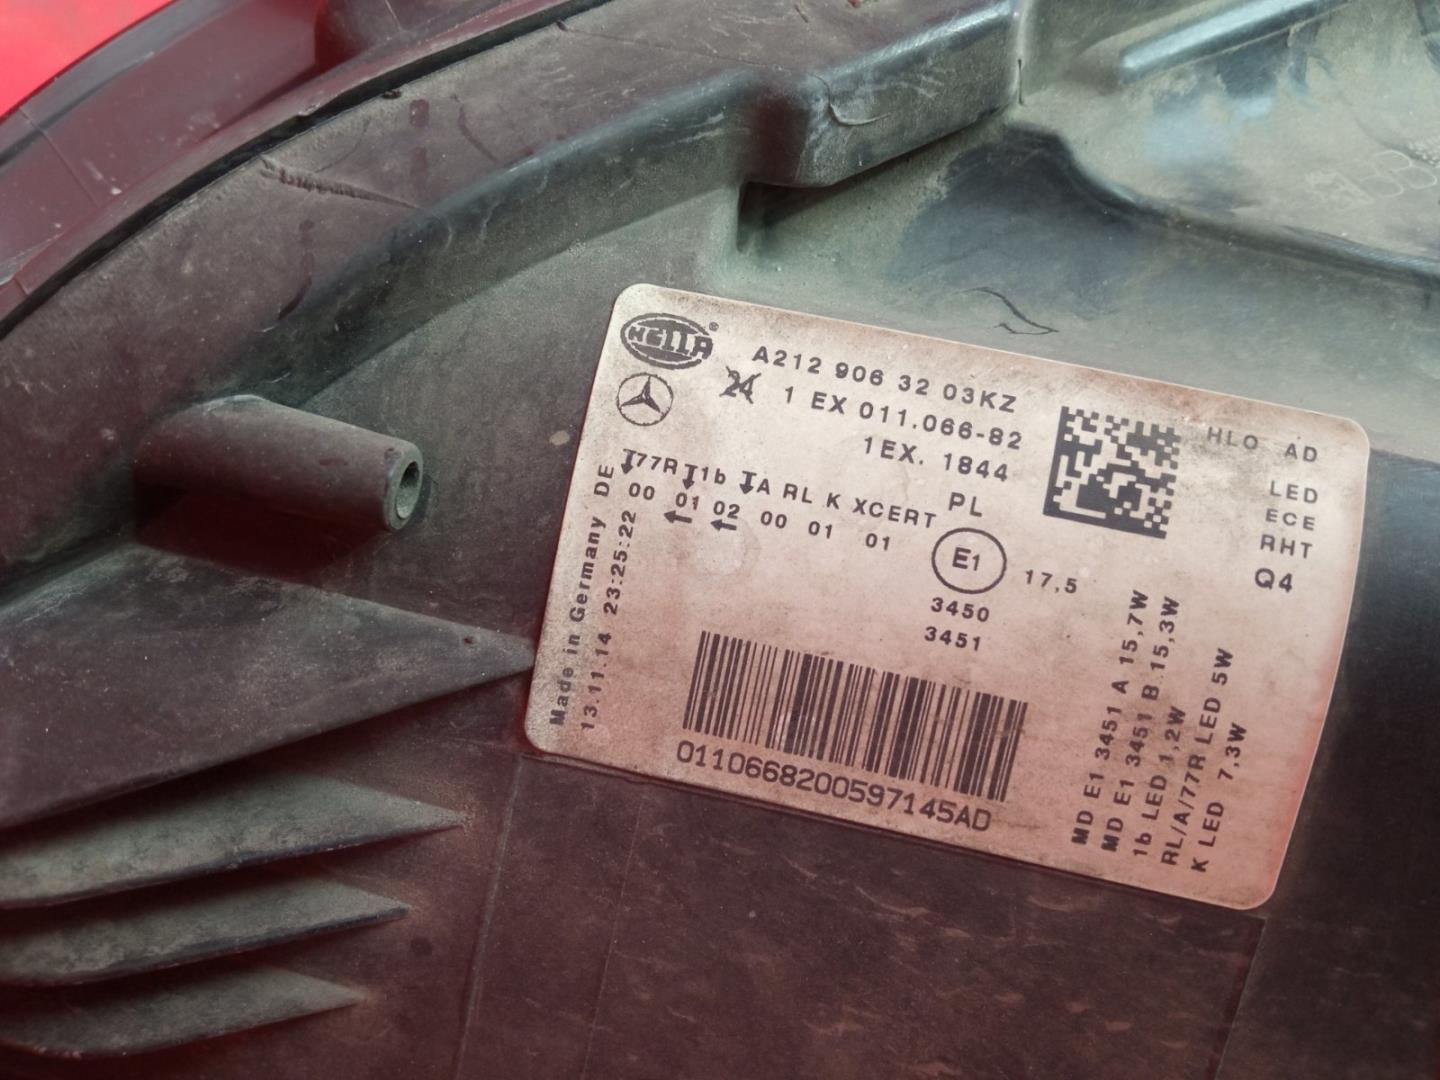 HELLA®
A212 906 32 03KZ
24 1 EX 011.066-82
1EX. 1844
HLO AD
LED
ECE
RHT
Q4
77R 1b A RL K XCERT
00 01 02 00 01 01
PL
E1 17,5
3450
3451
Made in Germany DE
13.11.14 23:25:22
0110668200597145AD
MD E1 3451 A 15,7W
MD E1 3451 B 15,3W
1b LED 1,2W
RL/A/77R LED 5W
K LED 7,3W